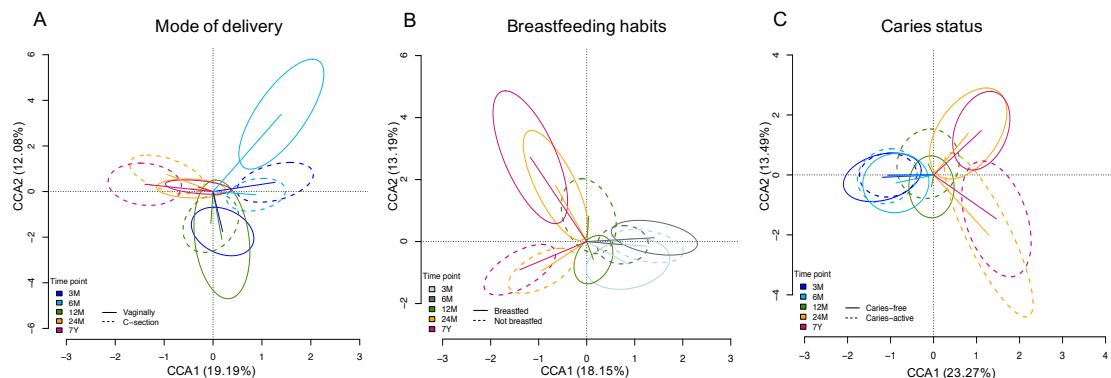 A
Mode of delivery
CCA2 (12.08%)
6
4
2
0
−2
−4
−6
Time point
3M
6M
12M
24M
7Y
Vaginally
C−section
−3
−2
−1
0
1
2
3
CCA1 (19.19%)
B
Breastfeeding habits
CCA2 (13.19%)
6
4
2
0
−2
Time point
3M
6M
12M
24M
7Y
Breastfed
Not breastfed
−3
−2
−1
0
1
2
3
CCA1 (18.15%)
C
Caries status
CCA2 (13.49%)
4
2
0
−2
−4
Time point
3M
6M
12M
24M
7Y
Caries−free
Caries−active
−3
−2
−1
0
1
2
3
4
CCA1 (23.27%)